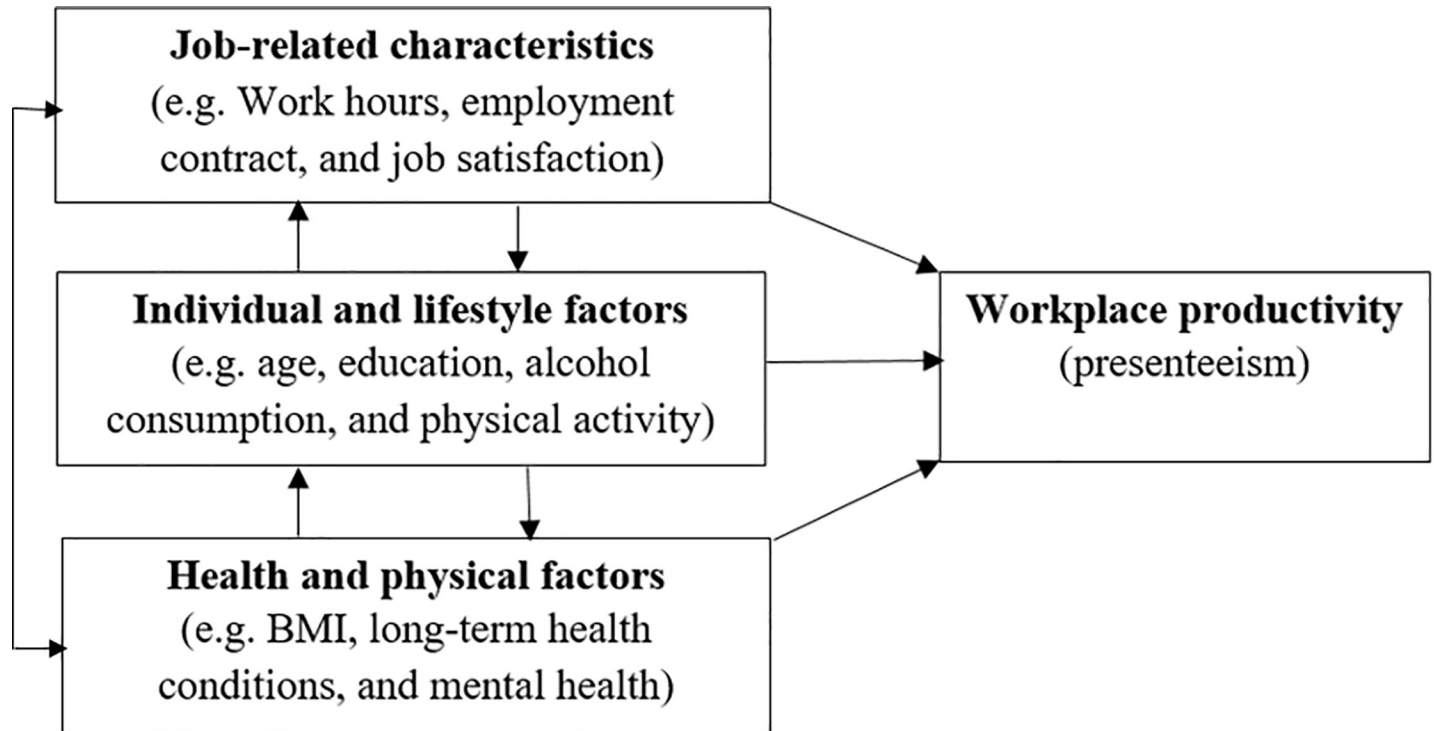 Job-related characteristics
(e.g. Work hours, employment
contract, and job satisfaction)
Individual and lifestyle factors
(e.g. age, education, alcohol
consumption, and physical activity)
Workplace productivity
(presenteeism)
Health and physical factors
(e.g. BMI, long-term health
conditions, and mental health)